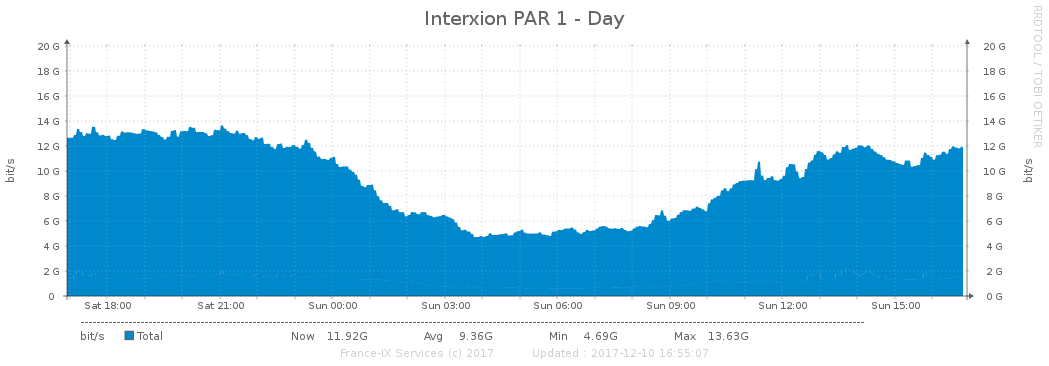 Interxion PAR 1 - Day
RRDTOOL / TOBI OETIKER
bit/s
bit/s
20 G 20 G
18 G 18 G
16 G 16 G
14 G 14 G
12 G 12 G
10 G 10 G
8 G 8 G
6 G 6 G
4 G 4 G
2 G 2 G
0 0 G
Sat 18:00 Sat 21:00 Sun 00:00 Sun 03:00 Sun 06:00 Sun 09:00 Sun 12:00 Sun 15:00
bit/s Total Now 11.92G Avg 9.36G Min 4.69G Max 13.63G
France-IX Services (c) 2017 Updated : 2017-12-10 16:55:07